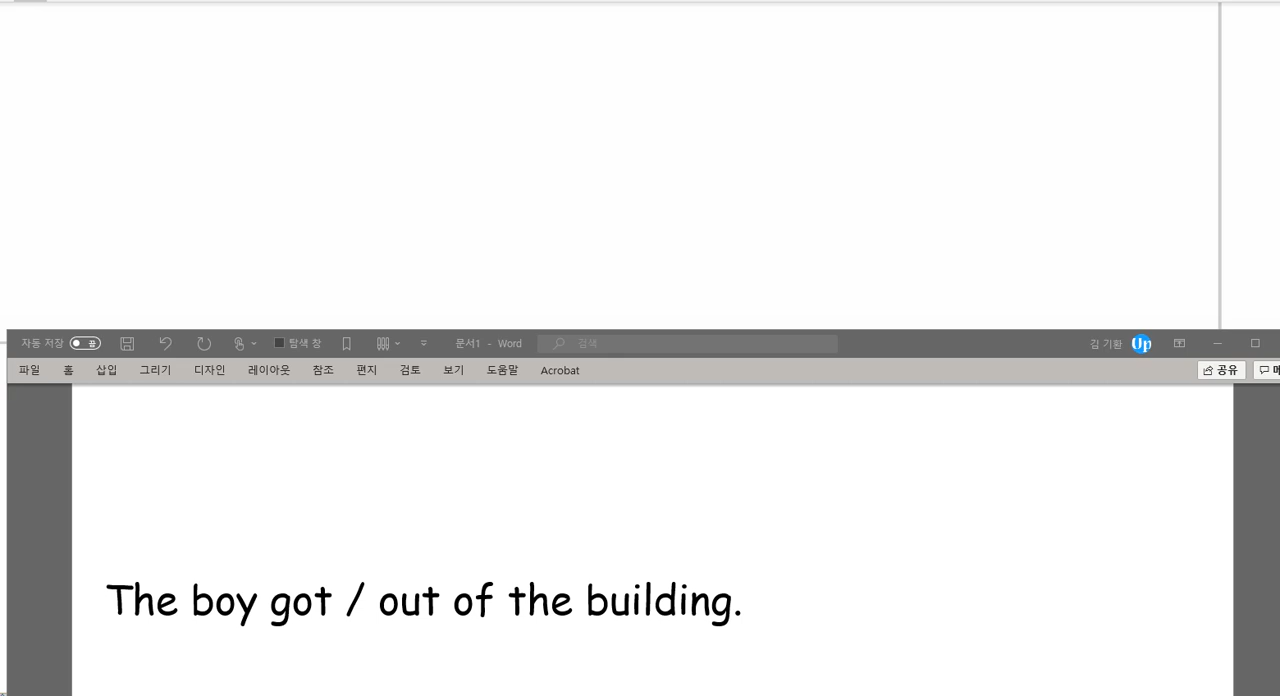 자동 저장 끔 탐색 창 문서1 - Word 검색 김 기환 Up
파일 홈 삽입 그리기 디자인 레이아웃 참조 편지 검토 보기 도움말 Acrobat 공유
The boy got / out of the building.